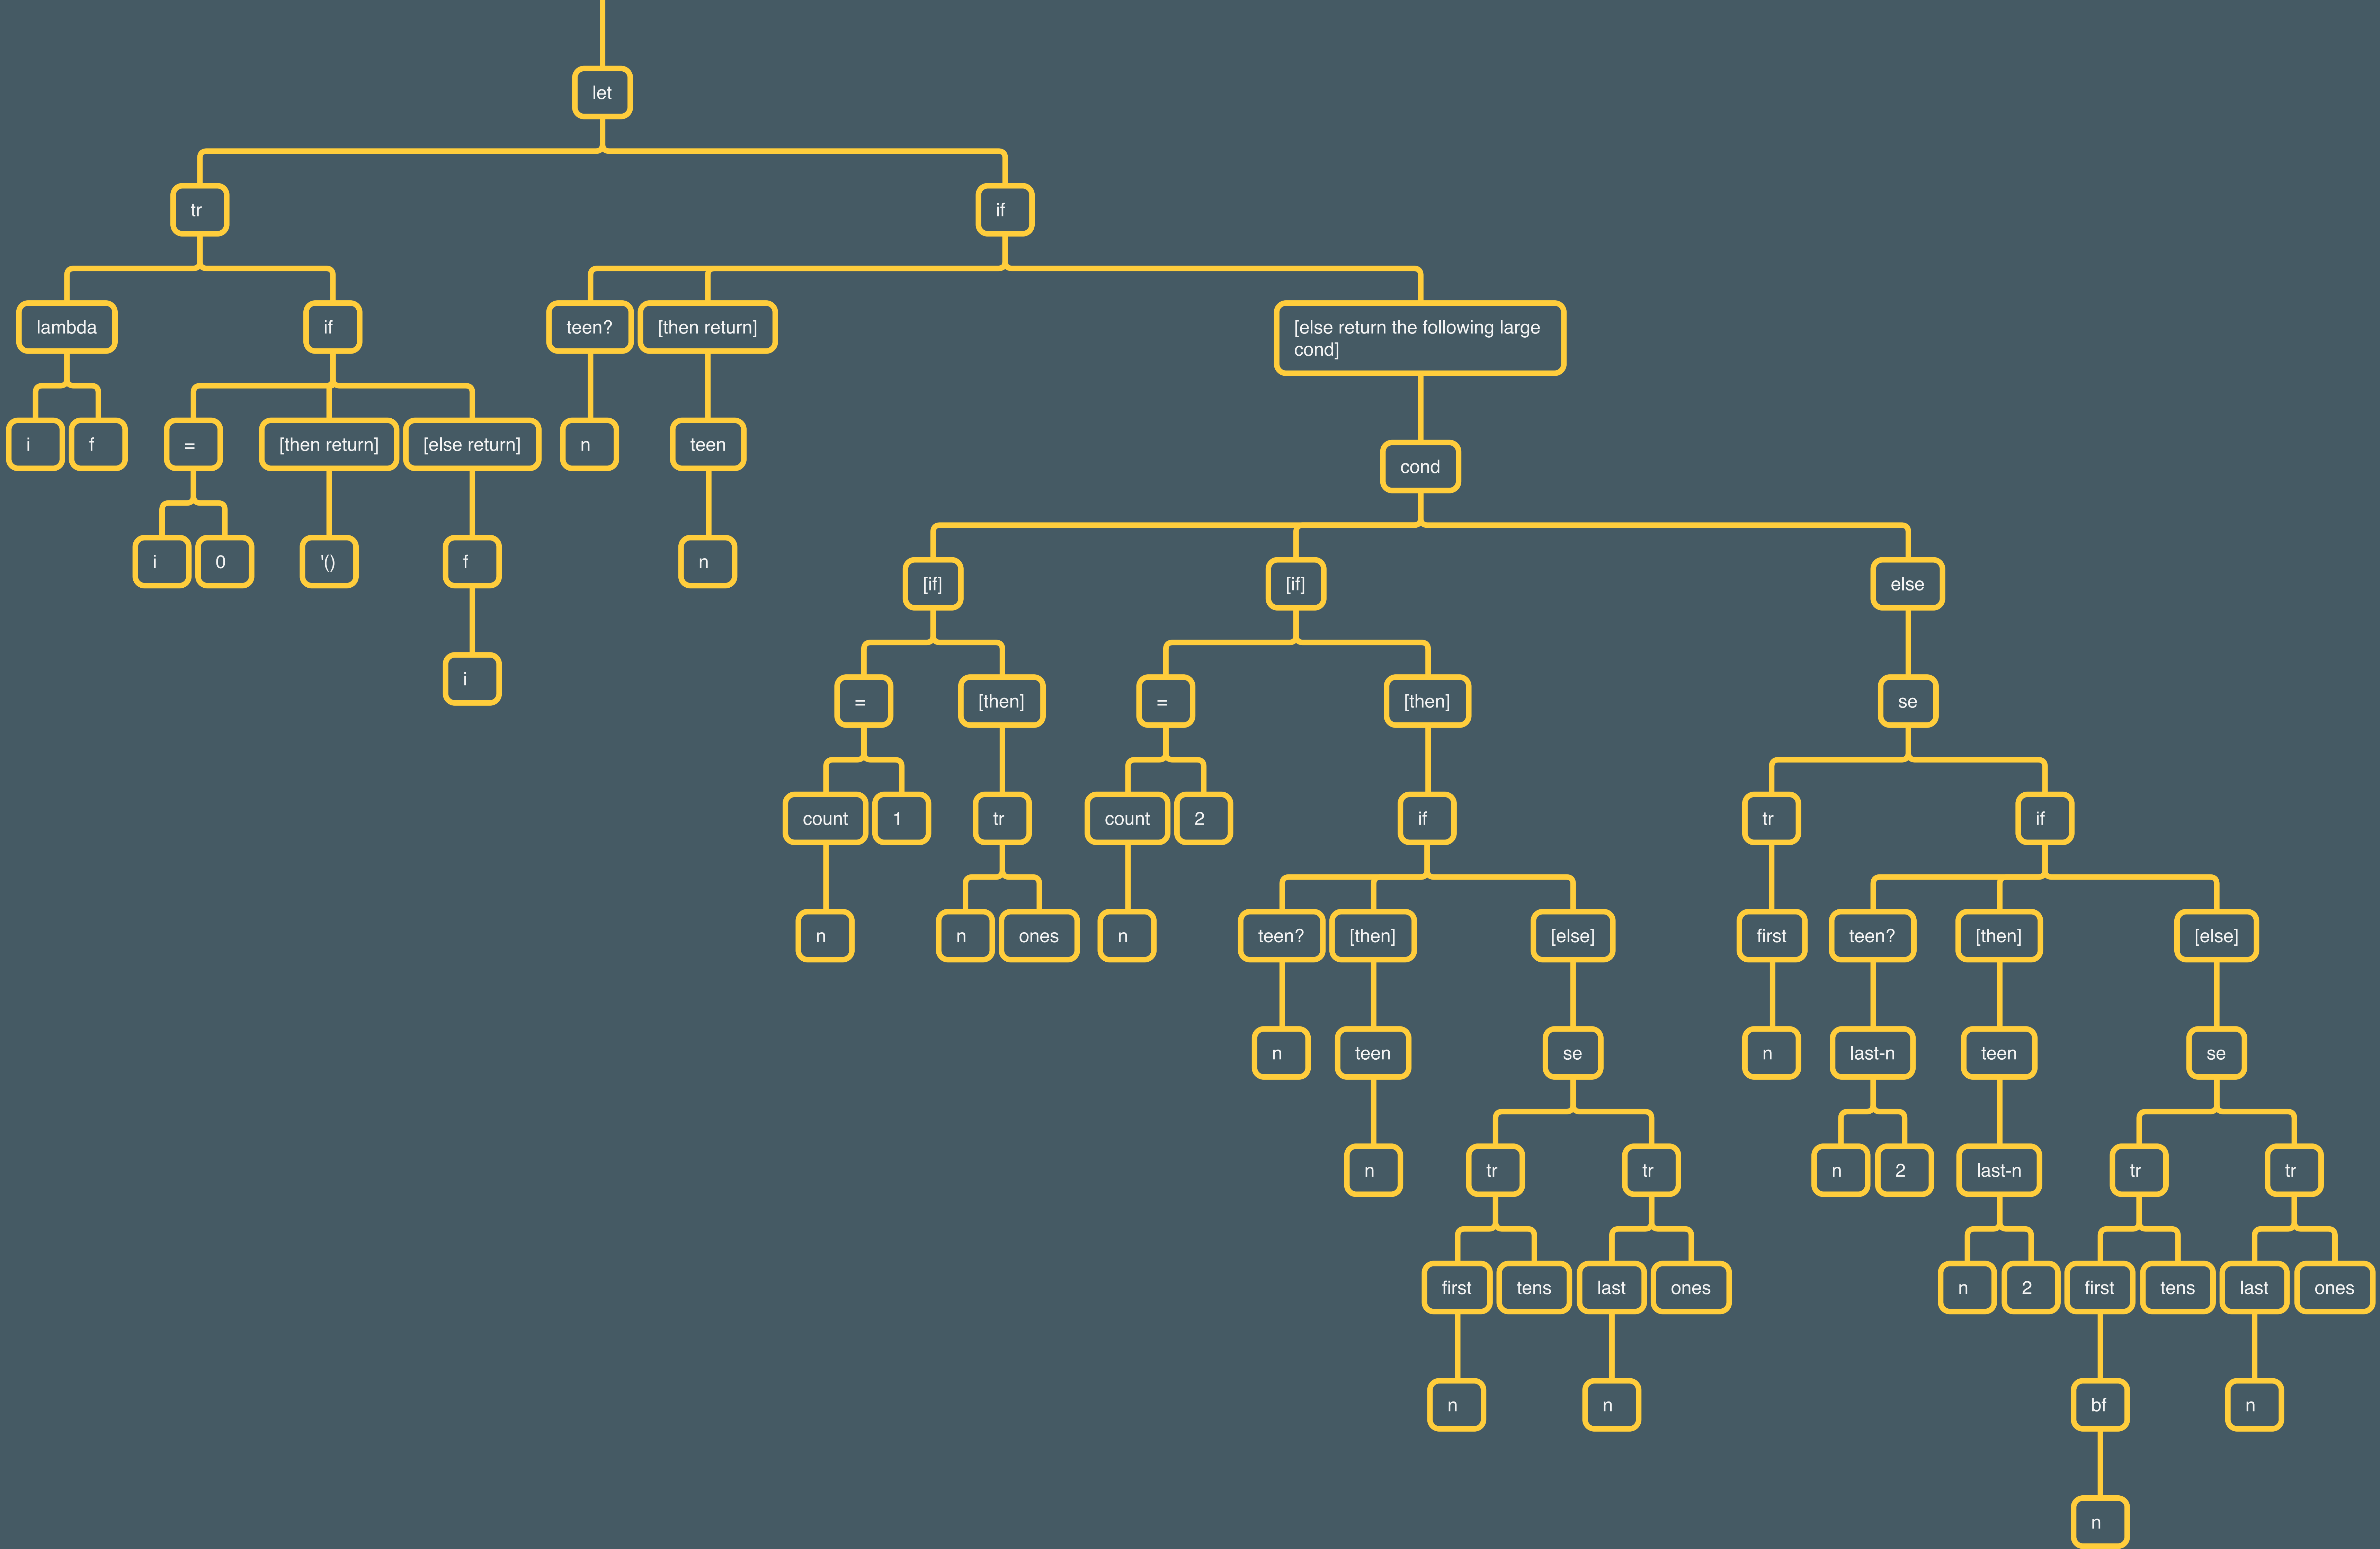 let
tr
if
lambda
if
teen?
[then return]
[else return the following large
cond]
i
f
=
[then return]
[else return]
n
teen
cond
i
0
'()
f
n
[if]
[if]
else
i
=
[then]
=
[then]
se
count
1
tr
count
2
if
tr
if
n
n
ones
n
teen?
[then]
[else]
first
teen?
[then]
[else]
n
teen
se
n
last-n
teen
se
n
tr
tr
n
2
last-n
tr
tr
first
tens
last
ones
n
2
first
tens
last
ones
n
n
bf
n
n